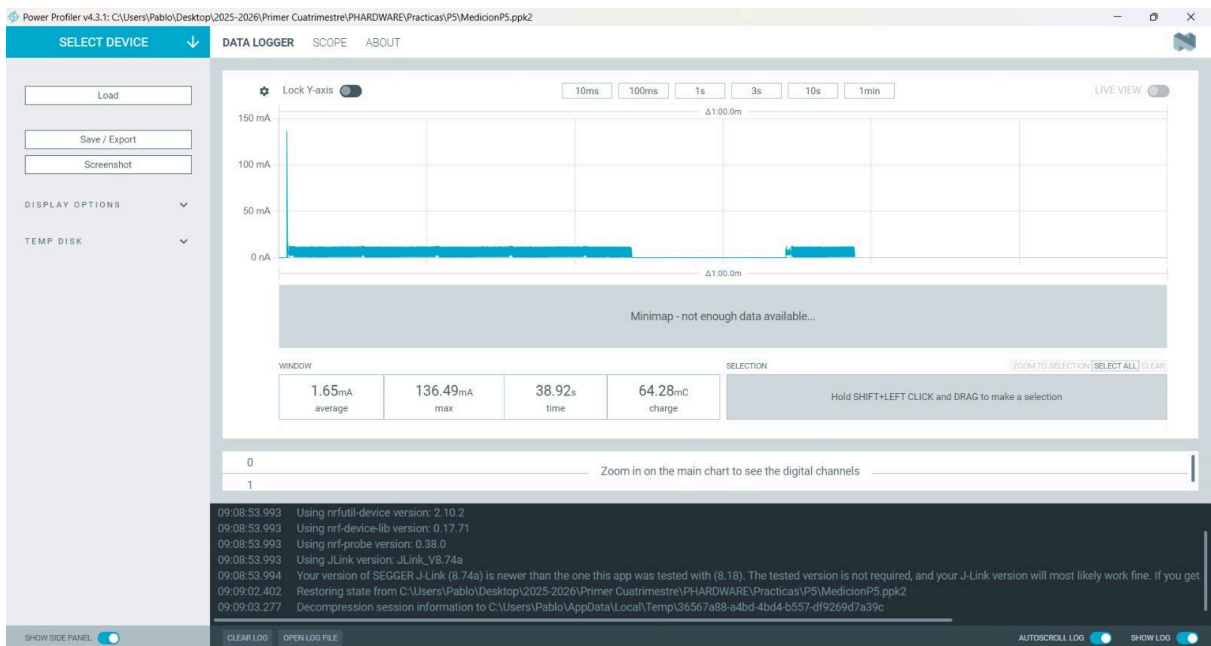 Power Profiler v4.3.1: C:\Users\Pablo\Desktop\2025-2026\Primer Cuatrimestre\PHARDWARE\Practicas\P5\MedicionP5.ppk2
SELECT DEVICE
DATA LOGGER SCOPE ABOUT
Load
Save / Export
Screenshot
DISPLAY OPTIONS
TEMP DISK
Lock Y-axis
10ms 100ms 1s 3s 10s 1min
LIVE VIEW
Δ1:00.0m
150 mA
100 mA
50 mA
0 nA
Δ1:00.0m
Minimap - not enough data available...
WINDOW
1.65mA 136.49mA 38.92s 64.28mC
average max time charge
SELECTION
ZOOM TO SELECTION SELECT ALL CLEAR
Hold SHIFT+LEFT CLICK and DRAG to make a selection
0
1
Zoom in on the main chart to see the digital channels
09:08:53.993 Using nrfutil-device version: 2.10.2
09:08:53.993 Using nrf-device-lib version: 0.17.71
09:08:53.993 Using nrf-probe version: 0.38.0
09:08:53.993 Using JLink version: JLink_V8.74a
09:08:53.994 Your version of SEGGER J-Link (8.74a) is newer than the one this app was tested with (8.18). The tested version is not required, and your J-Link version will most likely work fine. If you get
09:09:02.402 Restoring state from C:\Users\Pablo\Desktop\2025-2026\Primer Cuatrimestre\PHARDWARE\Practicas\P5\MedicionP5.ppk2
09:09:03.277 Decompression session information to C:\Users\Pablo\AppData\Local\Temp\36567a88-a4bd-4bd4-b557-df9269d7a39c
SHOW SIDE PANEL
CLEAR LOG OPEN LOG FILE
AUTOSCROLL LOG SHOW LOG